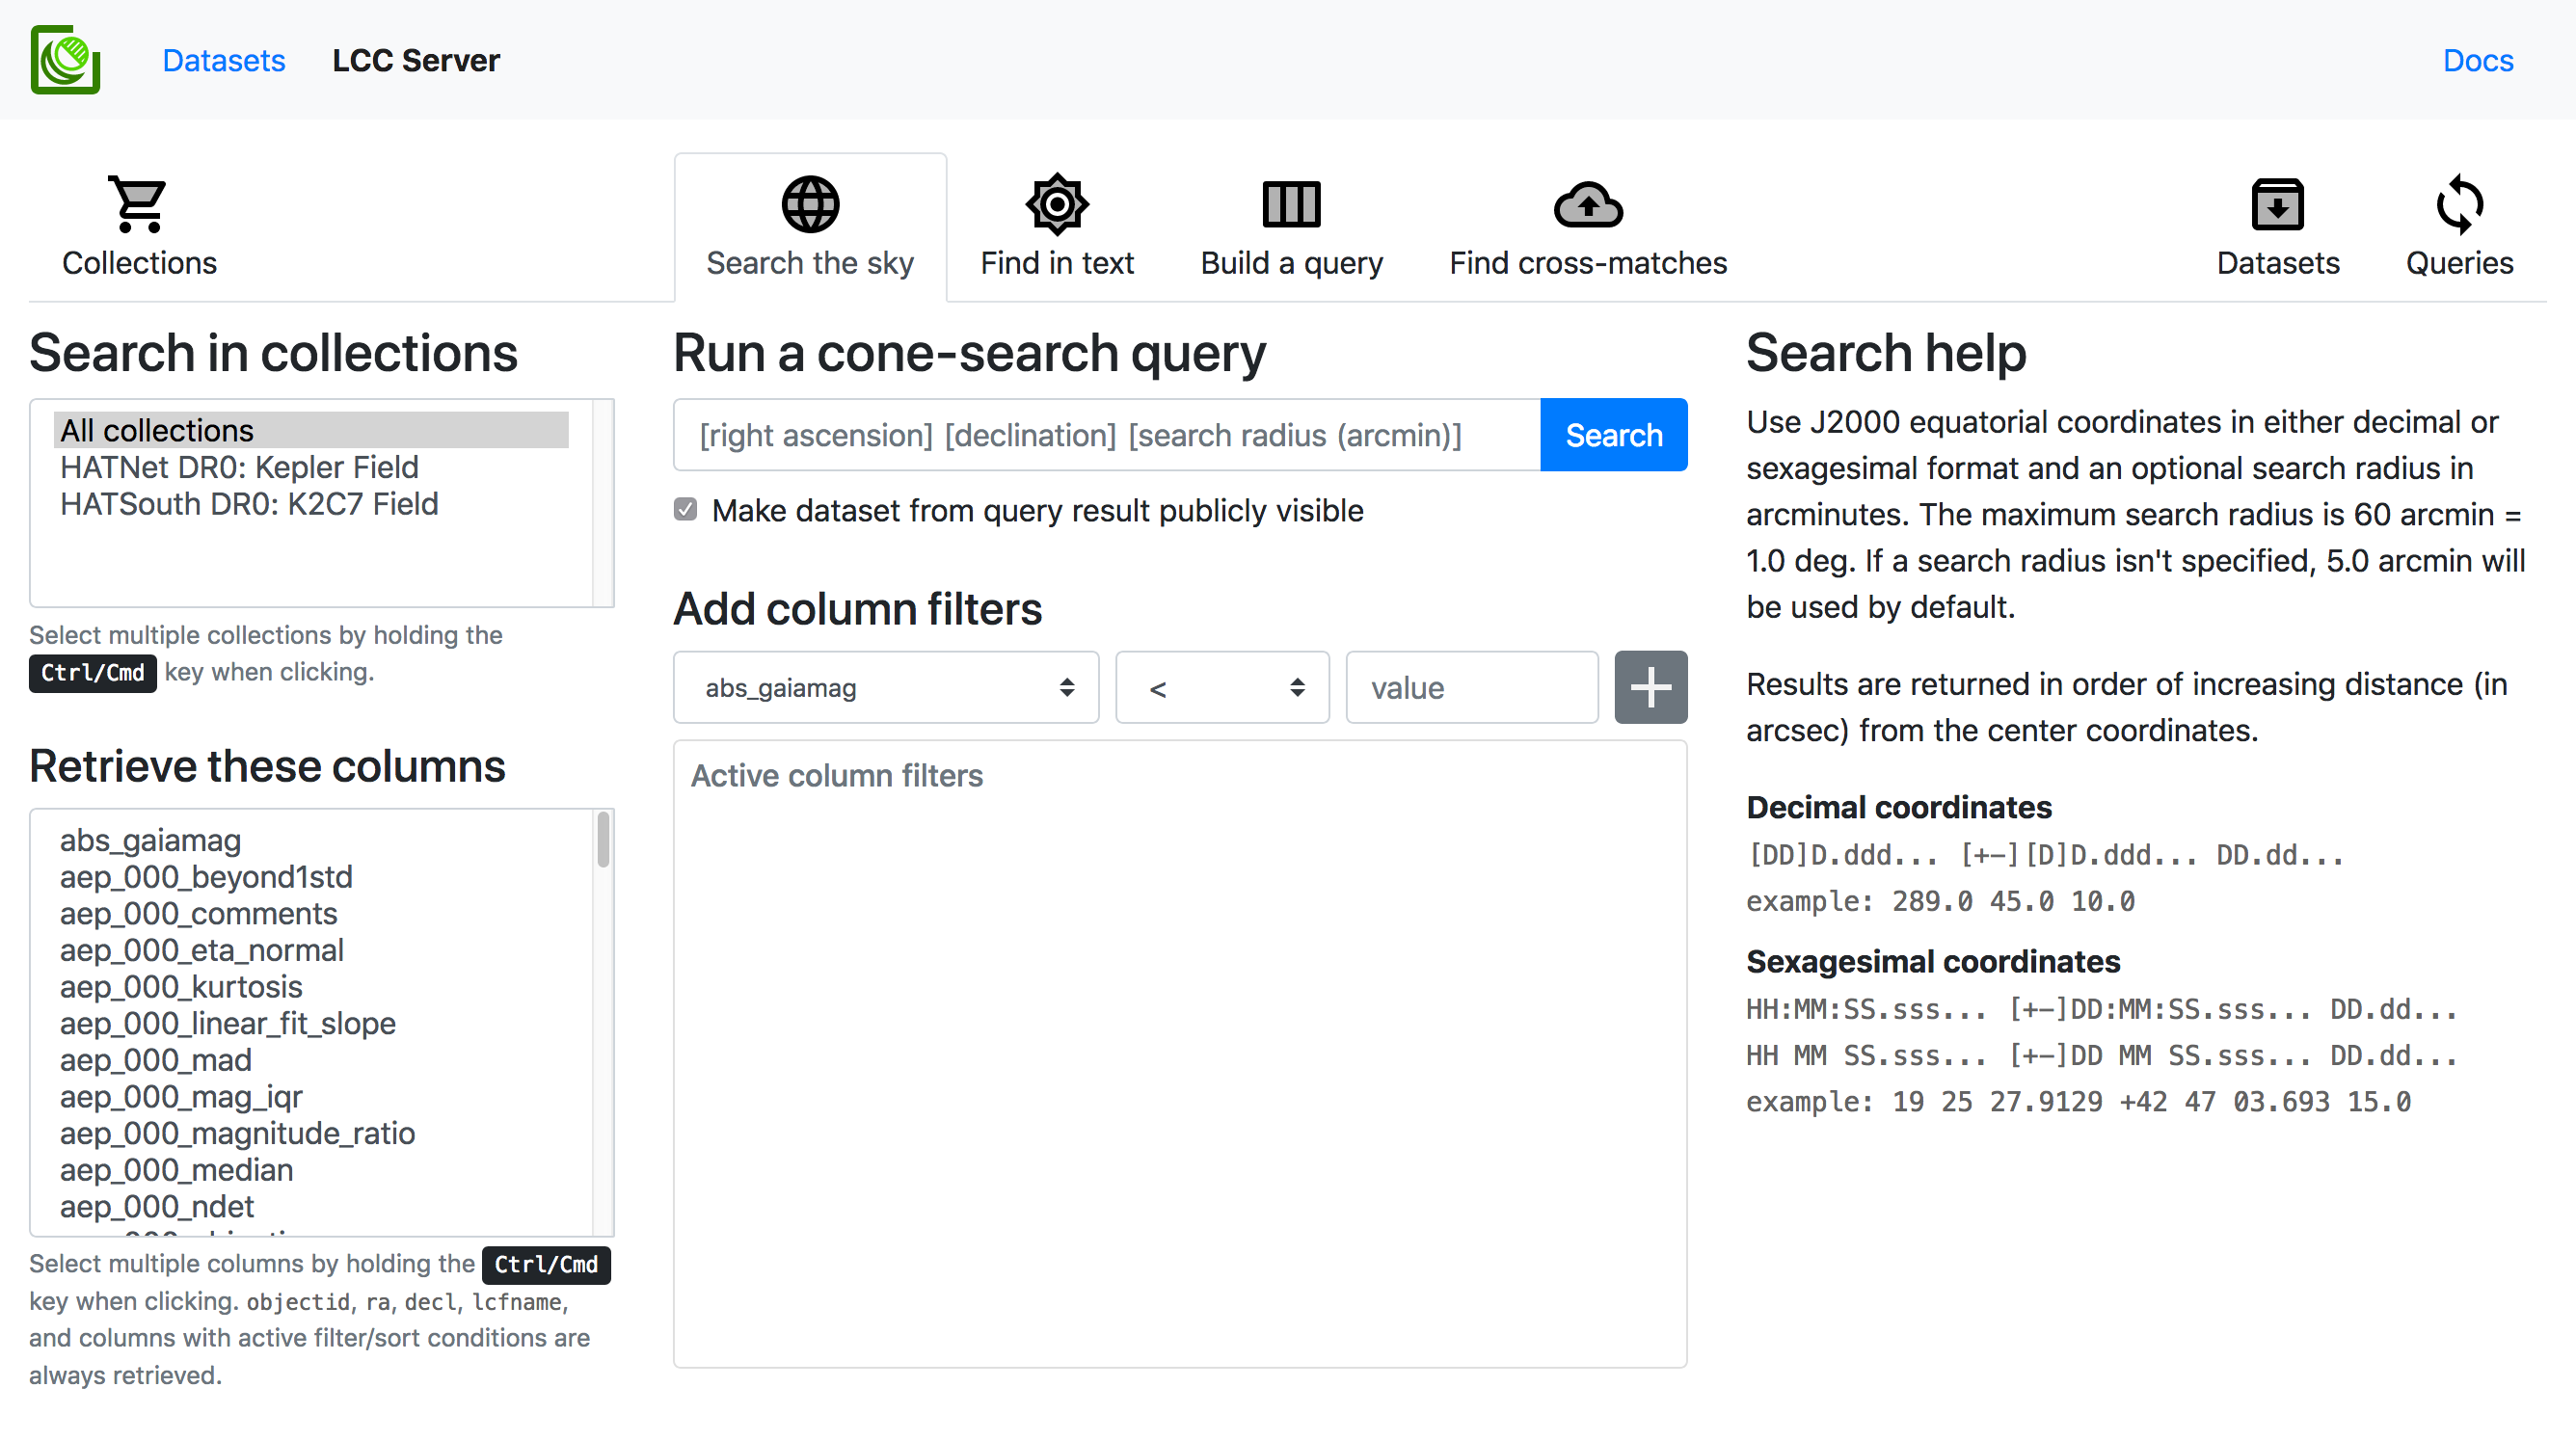 Datasets
LCC Server
Docs
Collections
Search the sky
Find in text
Build a query
Find cross-matches
Datasets
Queries
Search in collections
All collections
HATNet DR0: Kepler Field
HATSouth DR0: K2C7 Field
Select multiple collections by holding the
Ctrl/Cmd key when clicking.
Retrieve these columns
abs_gaiamag
aep_000_beyond1std
aep_000_comments
aep_000_eta_normal
aep_000_kurtosis
aep_000_linear_fit_slope
aep_000_mad
aep_000_mag_iqr
aep_000_magnitude_ratio
aep_000_median
aep_000_ndet
Select multiple columns by holding the Ctrl/Cmd
key when clicking. objectid, ra, decl, lcfname,
and columns with active filter/sort conditions are
always retrieved.
Run a cone-search query
[right ascension] [declination] [search radius (arcmin)]
Search
Make dataset from query result publicly visible
Add column filters
abs_gaiamag
<
value
Active column filters
Search help
Use J2000 equatorial coordinates in either decimal or
sexagesimal format and an optional search radius in
arcminutes. The maximum search radius is 60 arcmin =
1.0 deg. If a search radius isn't specified, 5.0 arcmin will
be used by default.
Results are returned in order of increasing distance (in
arcsec) from the center coordinates.
Decimal coordinates
[DD]D.ddd... [+-][D]D.ddd... DD.dd...
example: 289.0 45.0 10.0
Sexagesimal coordinates
HH:MM:SS.sss... [+-]DD:MM:SS.sss... DD.dd...
HH MM SS.sss... [+-]DD MM SS.sss... DD.dd...
example: 19 25 27.9129 +42 47 03.693 15.0